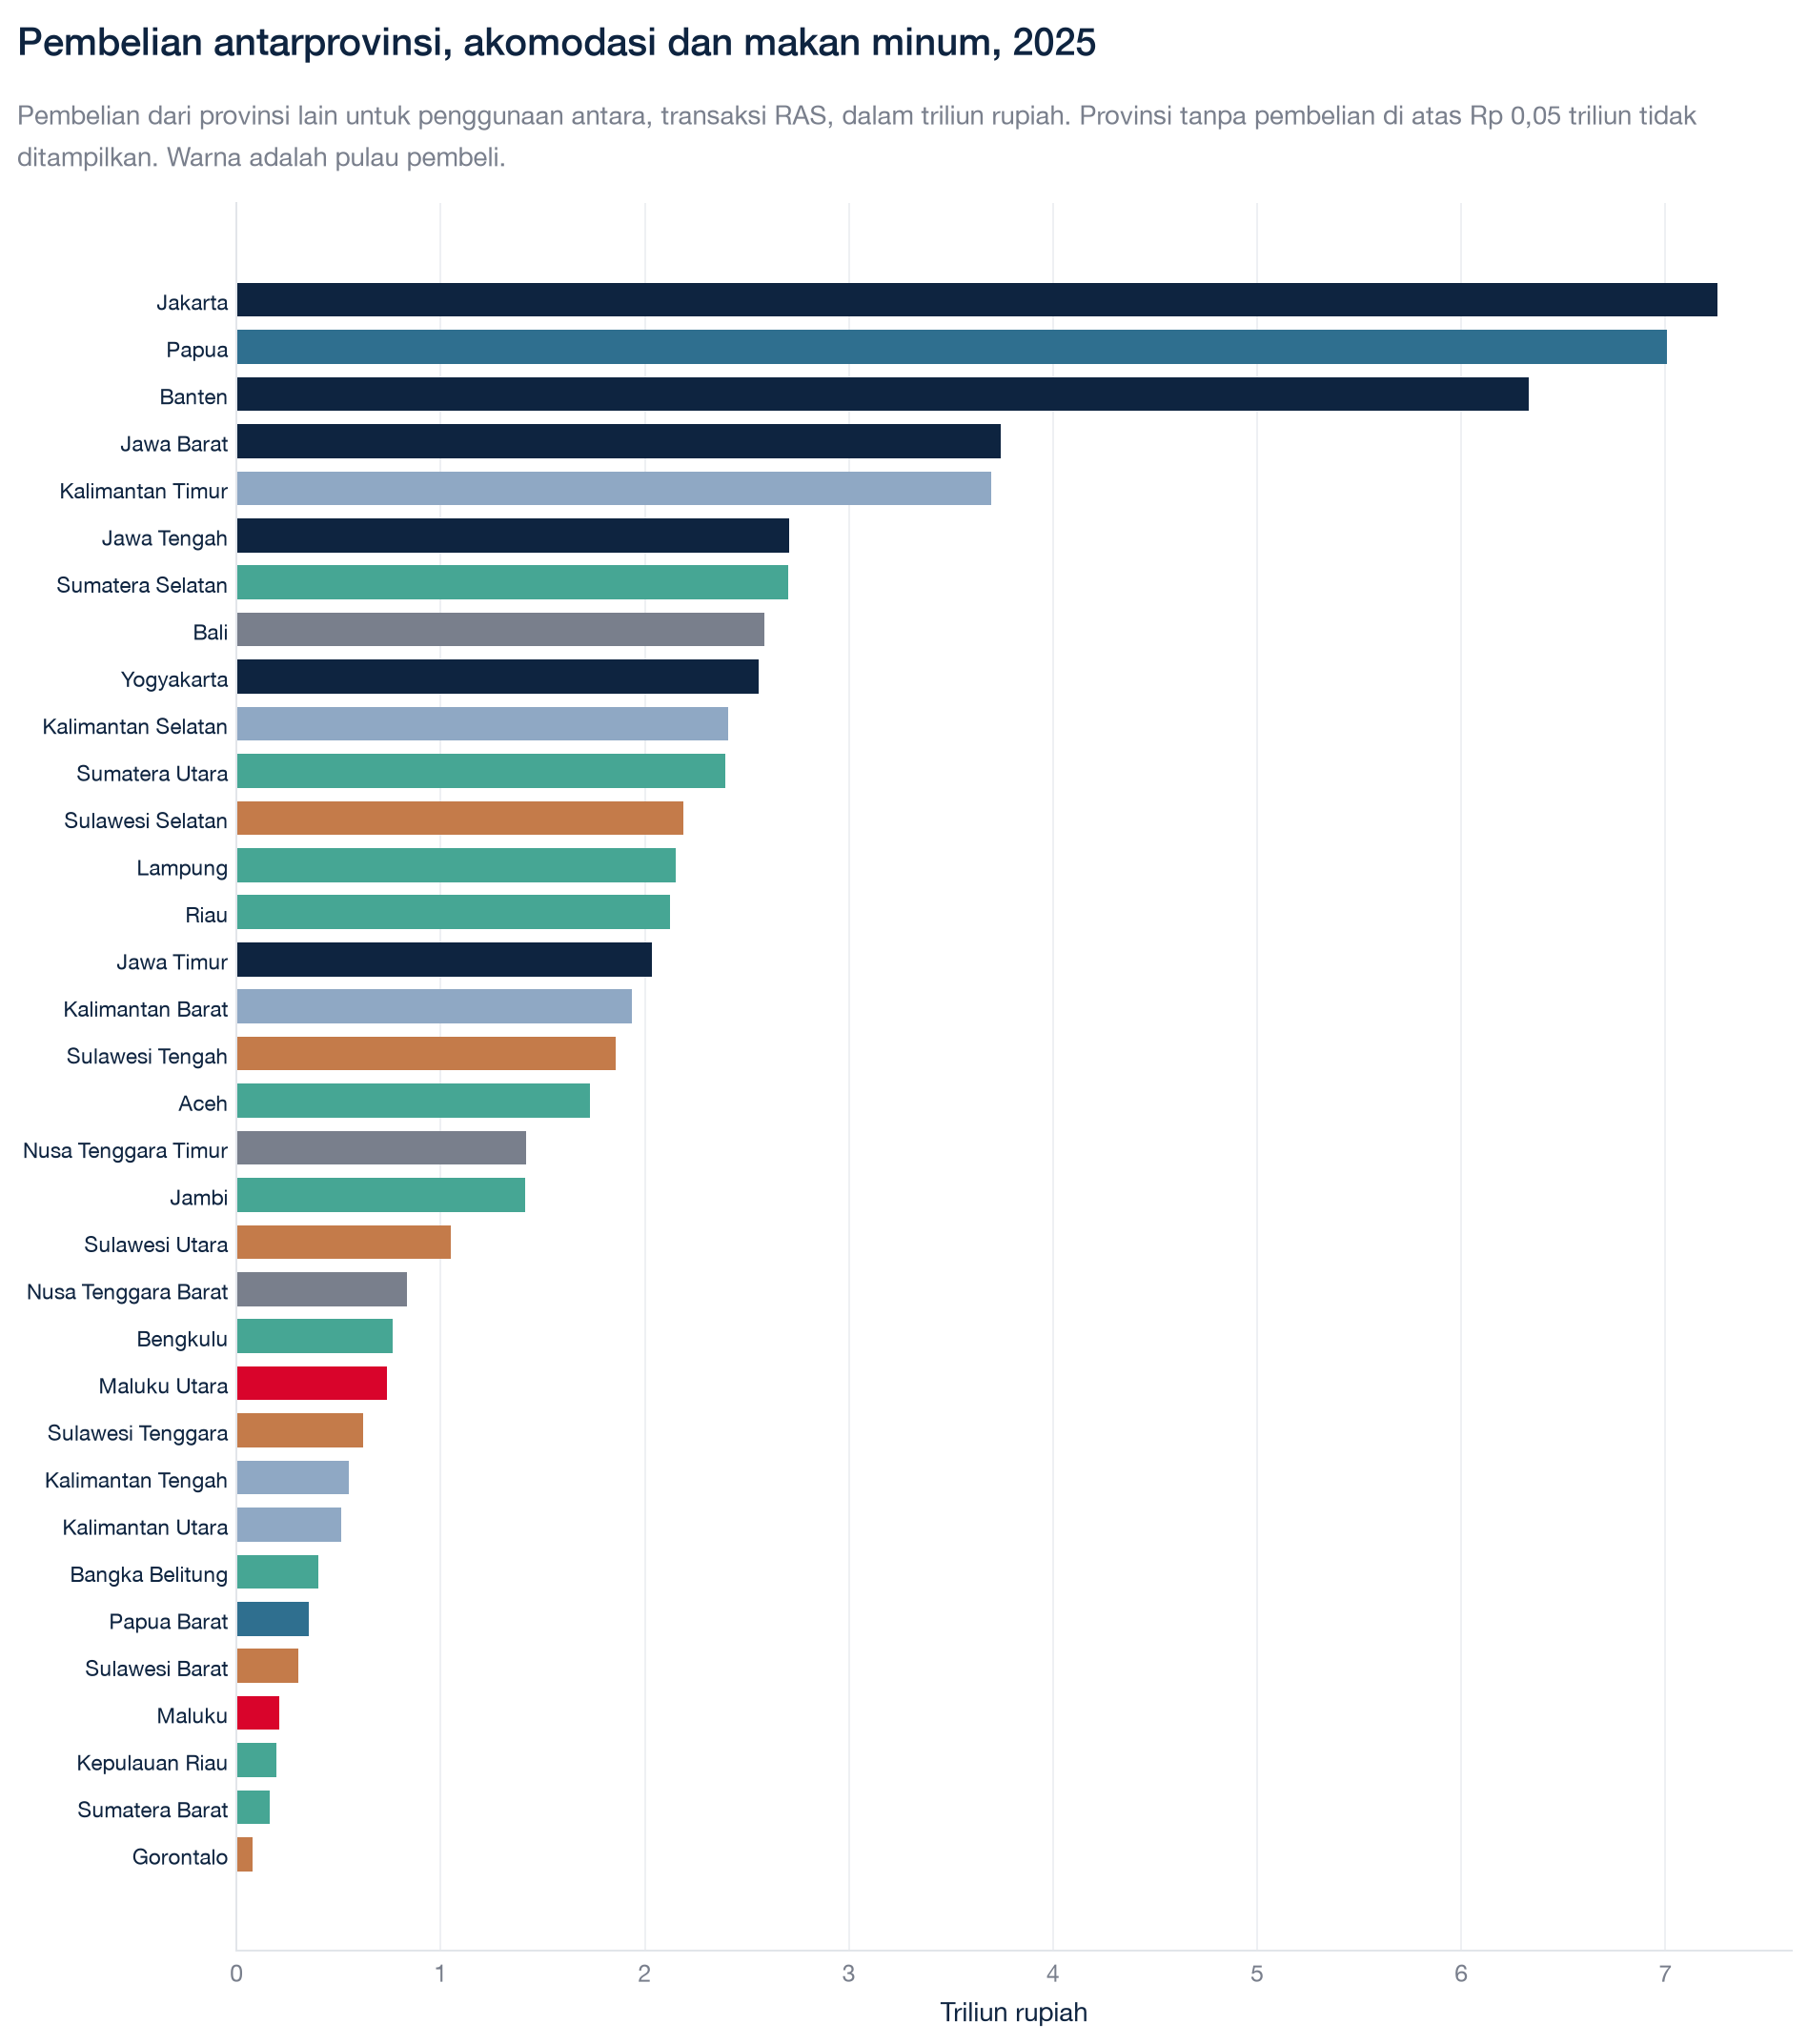 Pembelian antarprovinsi, akomodasi dan makan minum, 2025
Pembelian dari provinsi lain untuk penggunaan antara, transaksi RAS, dalam triliun rupiah. Provinsi tanpa pembelian di atas Rp 0,05 triliun tidak
ditampilkan. Warna adalah pulau pembeli.
Jakarta
Papua
Banten
Jawa Barat
Kalimantan Timur
Jawa Tengah
Sumatera Selatan
Bali
Yogyakarta
Kalimantan Selatan
Sumatera Utara
Sulawesi Selatan
Lampung
Riau
Jawa Timur
Kalimantan Barat
Sulawesi Tengah
Aceh
Nusa Tenggara Timur
Jambi
Sulawesi Utara
Nusa Tenggara Barat
Bengkulu
Maluku Utara
Sulawesi Tenggara
Kalimantan Tengah
Kalimantan Utara
Bangka Belitung
Papua Barat
Sulawesi Barat
Maluku
Kepulauan Riau
Sumatera Barat
Gorontalo
0 1 2 3 4 5 6 7
Triliun rupiah